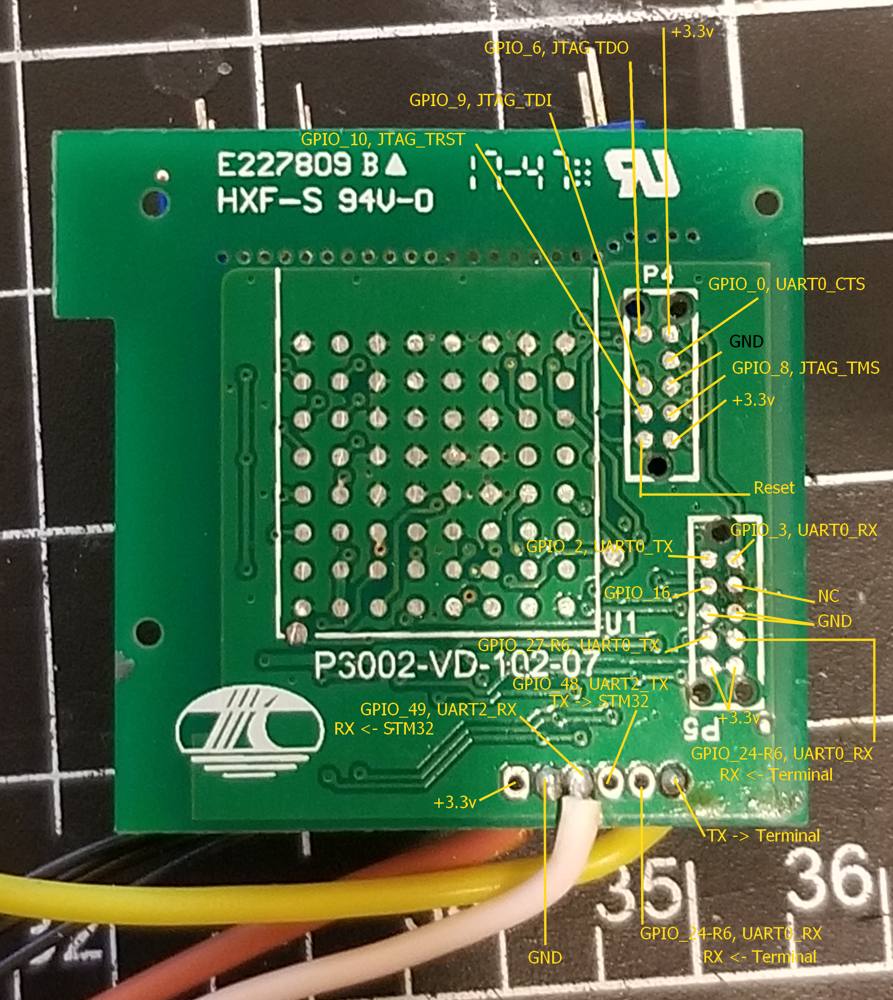 +3.3v
GPIO_6, JTAG_TDO
GPIO_9, JTAG_TDI
GPIO_10, JTAG_TRST
E227809 B
17-47
HXF-S 94V-0
P4
GPIO_0, UART0_CTS
GND
GPIO_8, JTAG_TMS
+3.3v
Reset
GPIO_3, UART0_RX
GPIO_2, UART0_TX
GPIO_16
NC
GND
U1
GPIO_27-R6, UART0_TX
P3002-VD-102-07
GPIO_48, UART2_TX
TX -> STM32
GPIO_49, UART2_RX
RX <- STM32
+3.3v
P5
GPIO_24-R6, UART0_RX
RX <- Terminal
+3.3v
TX -> Terminal
35
36
GPIO_24-R6, UART0_RX
RX <- Terminal
GND